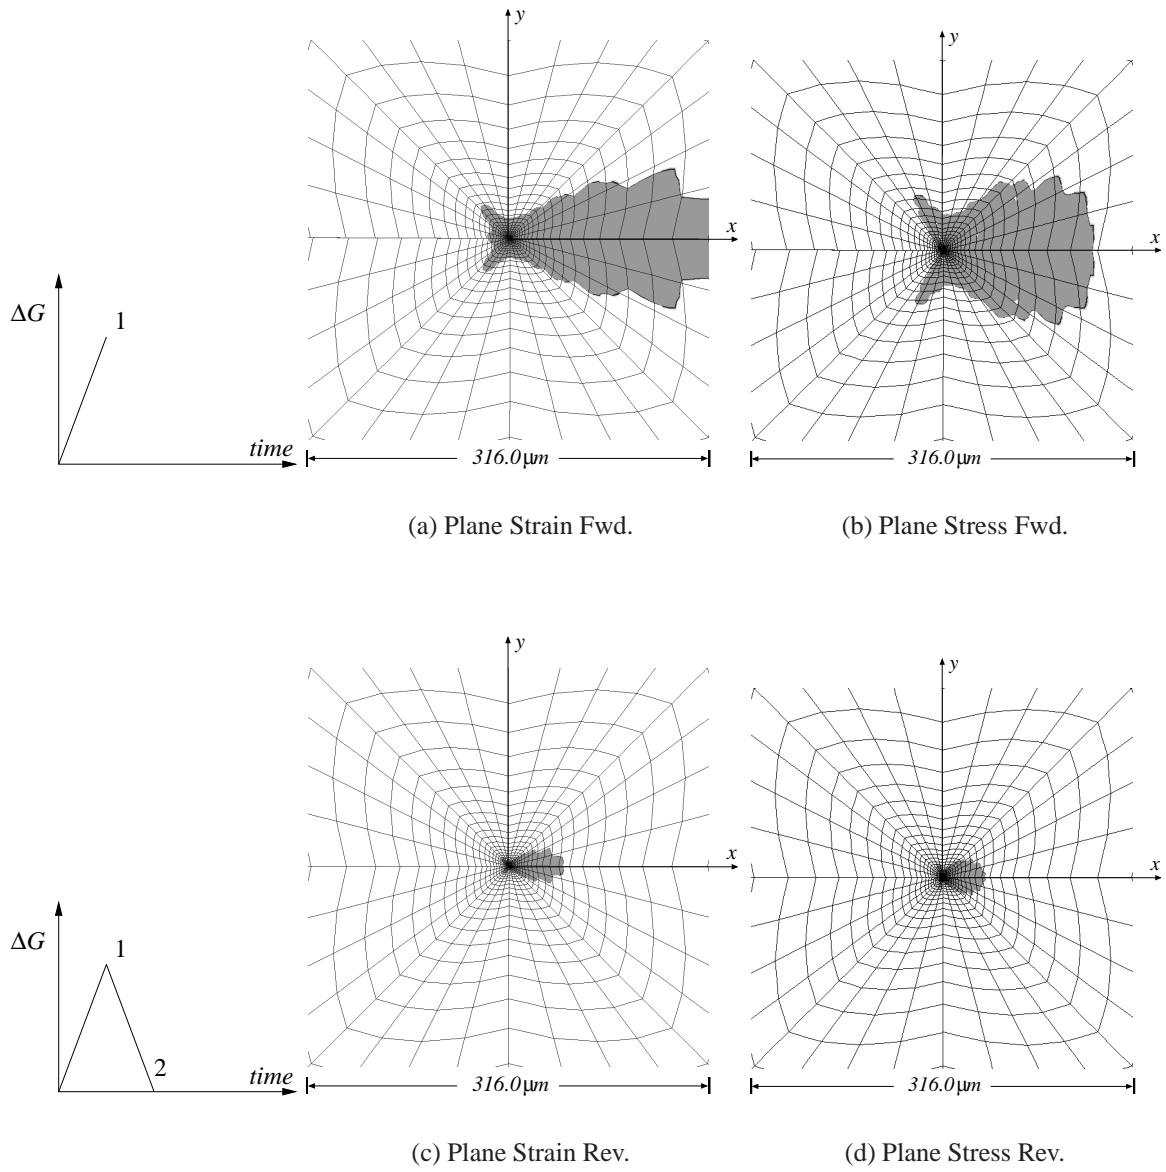 y
y
x
x
ΔG
1
time
316.0μm
316.0μm
(a) Plane Strain Fwd.
(b) Plane Stress Fwd.
y
y
x
x
ΔG
1
2
time
316.0μm
316.0μm
(c) Plane Strain Rev.
(d) Plane Stress Rev.